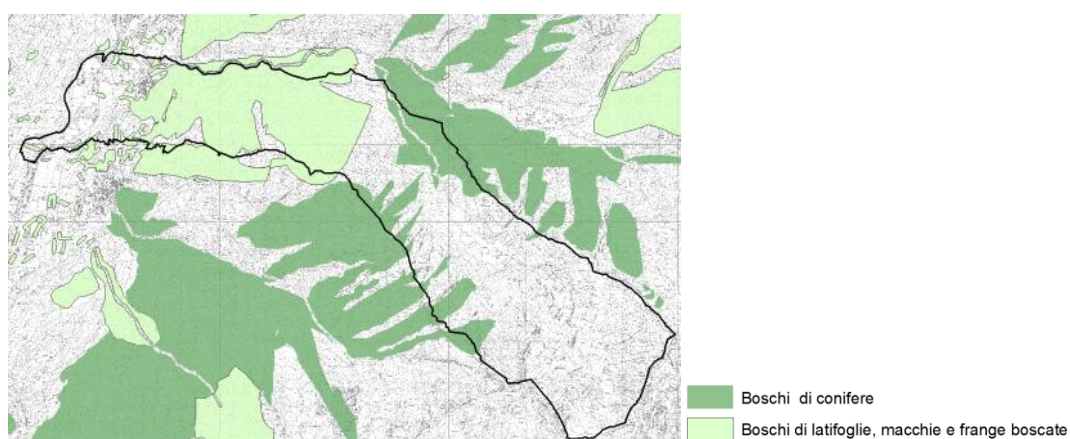 Boschi di conifere
Boschi di latifoglie, macchie e frange boscate